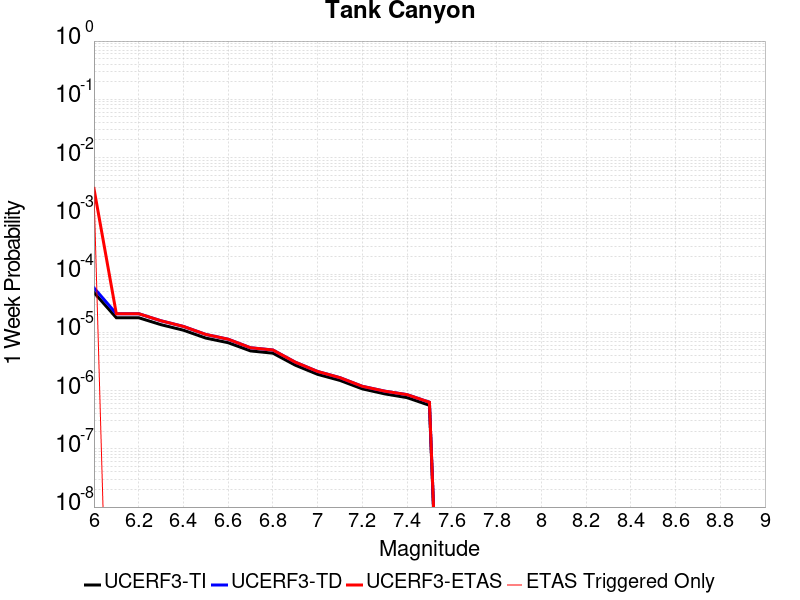 Tank Canyon
10^0
10^-1
10^-2
10^-3
10^-4
10^-5
10^-6
10^-7
10^-8
1 Week Probability
6 6.2 6.4 6.6 6.8 7 7.2 7.4 7.6 7.8 8 8.2 8.4 8.6 8.8 9
Magnitude
UCERF3-TI UCERF3-TD UCERF3-ETAS ETAS Triggered Only